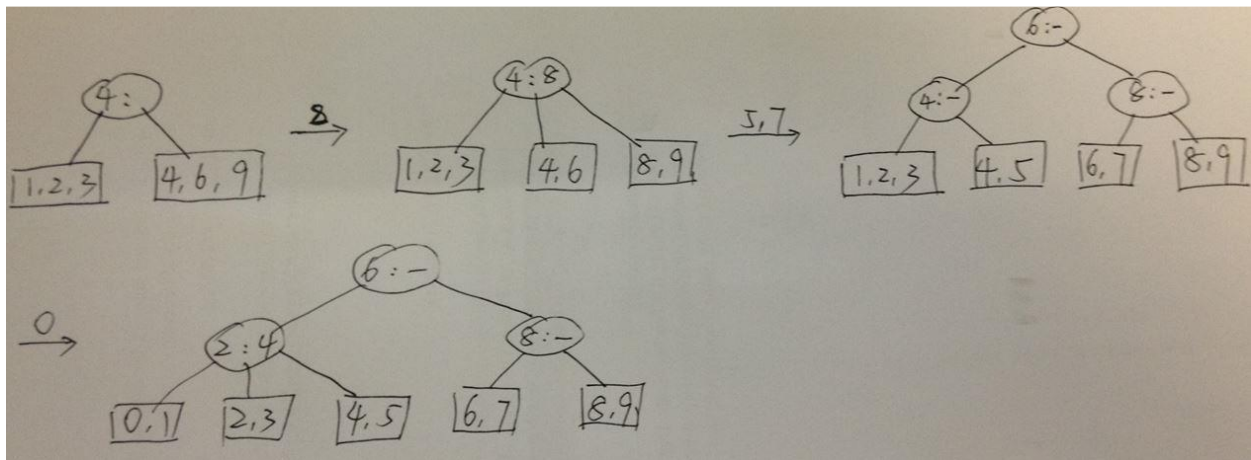 6:-
4: 8 4:8 5,7 4:- 8:-
1,2,3 4,6,9 1,2,3 4,6 8,9 1,2,3 4.5 6,7 8,9
6:-
0 2:4 8:-
0,1 2,3 4,5 6,7 8,9